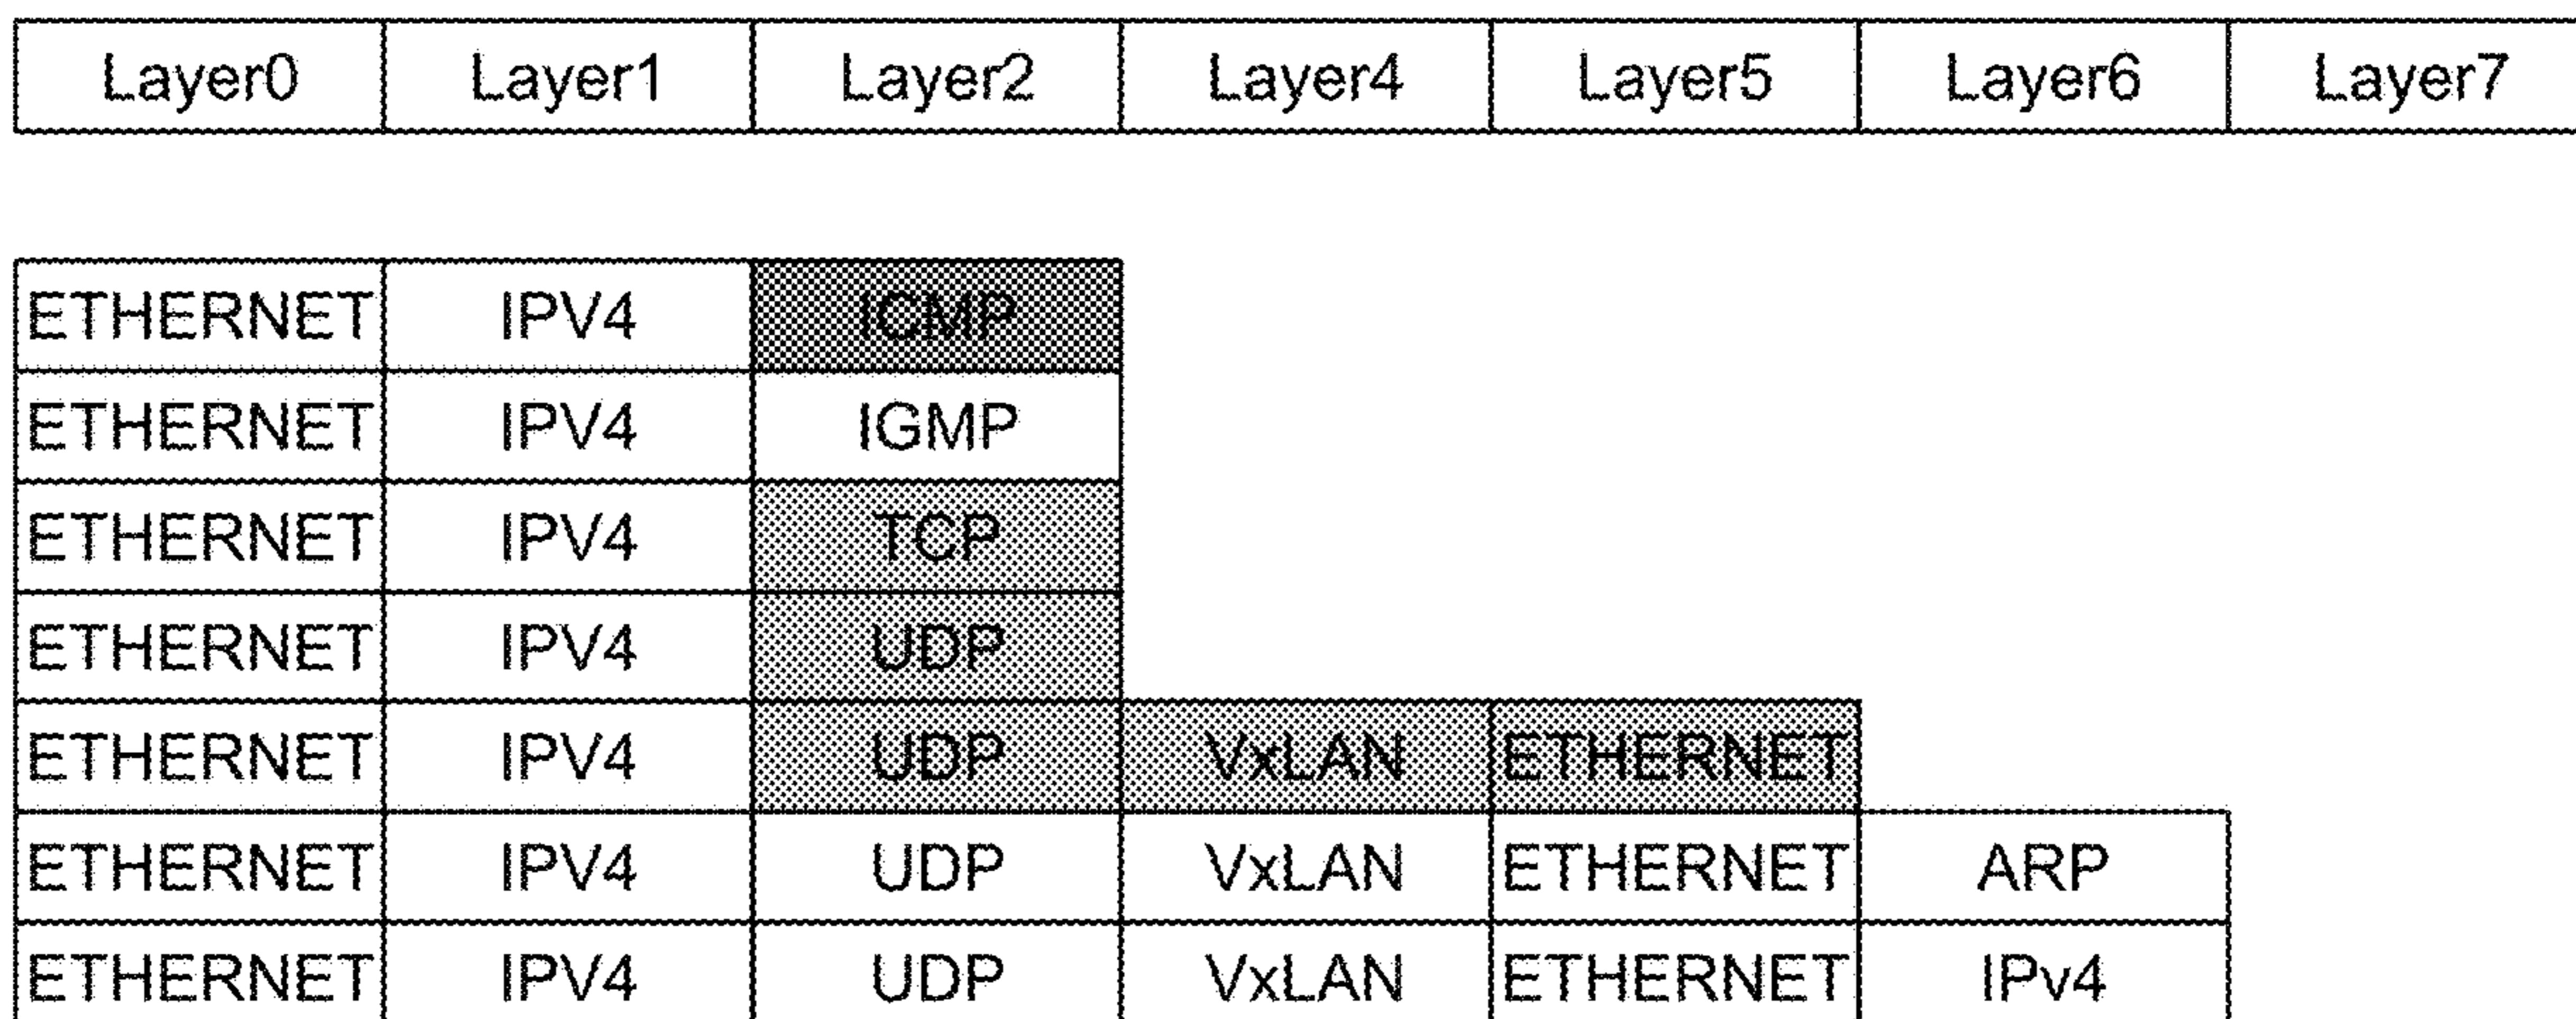 Layer0 Layer1 Layer2 Layer4 Layer5 Layer6 Layer7
ETHERNET IPV4 ICMP
ETHERNET IPV4 IGMP
ETHERNET IPV4 TCP
ETHERNET IPV4 UDP
ETHERNET IPV4 UDP VxLAN ETHERNET
ETHERNET IPV4 UDP VxLAN ETHERNET ARP
ETHERNET IPV4 UDP VxLAN ETHERNET IPv4